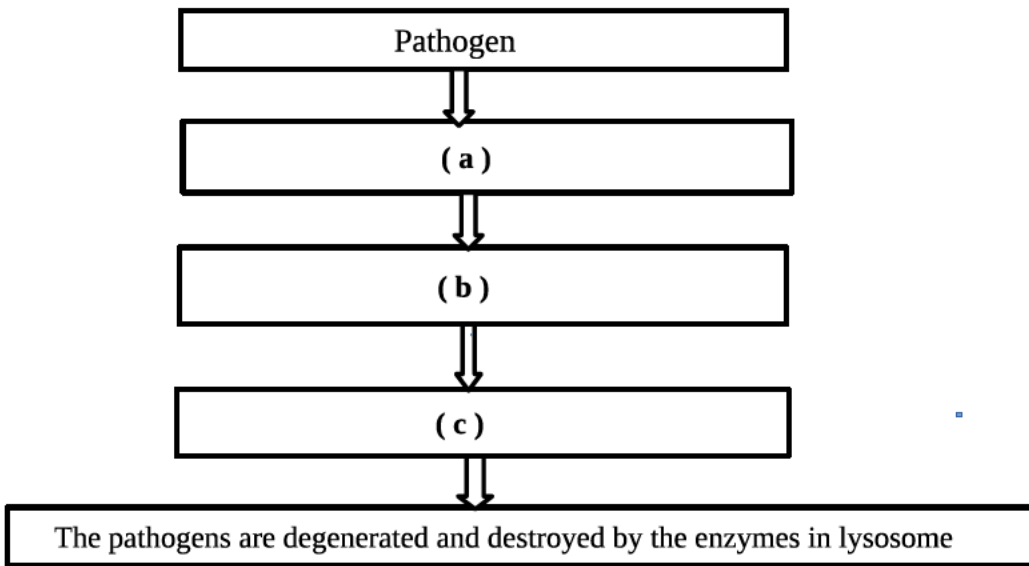 Pathogen
( a )
( b )
( c )
The pathogens are degenerated and destroyed by the enzymes in lysosome